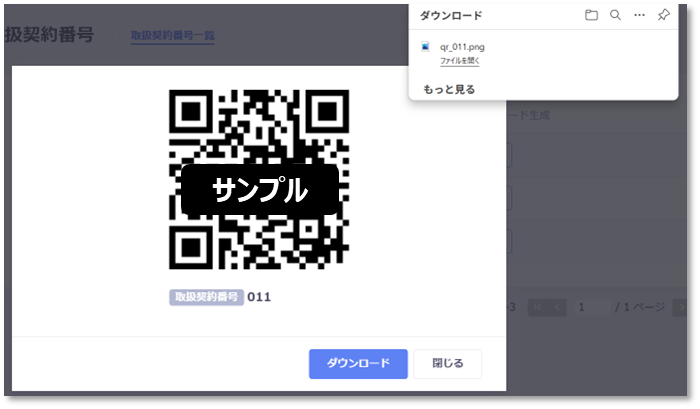 扱契約番号
取扱契約番号一覧
ダウンロード
qr_011.png
ファイルを開く
もっと見る
ード生成
サンプル
取扱契約番号 011
-3
1
/ 1 ページ
ダウンロード
閉じる